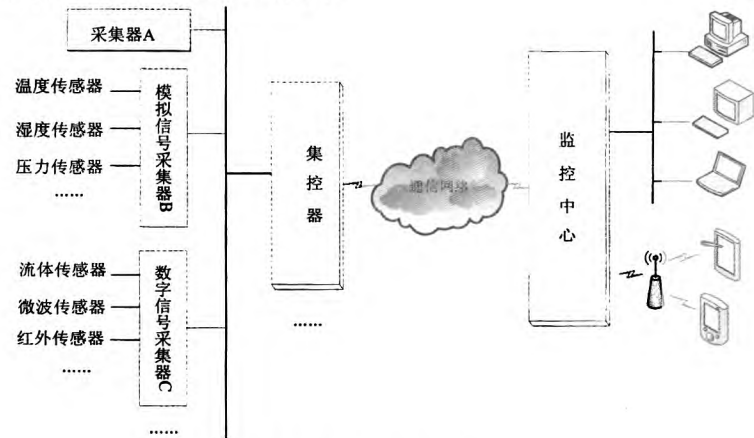 采集器A
温度传感器
湿度传感器
压力传感器
……
模拟信号采集器B
流体传感器
微波传感器
红外传感器
……
数字信号采集器C
……
集控器
……
通信网络
监控中心